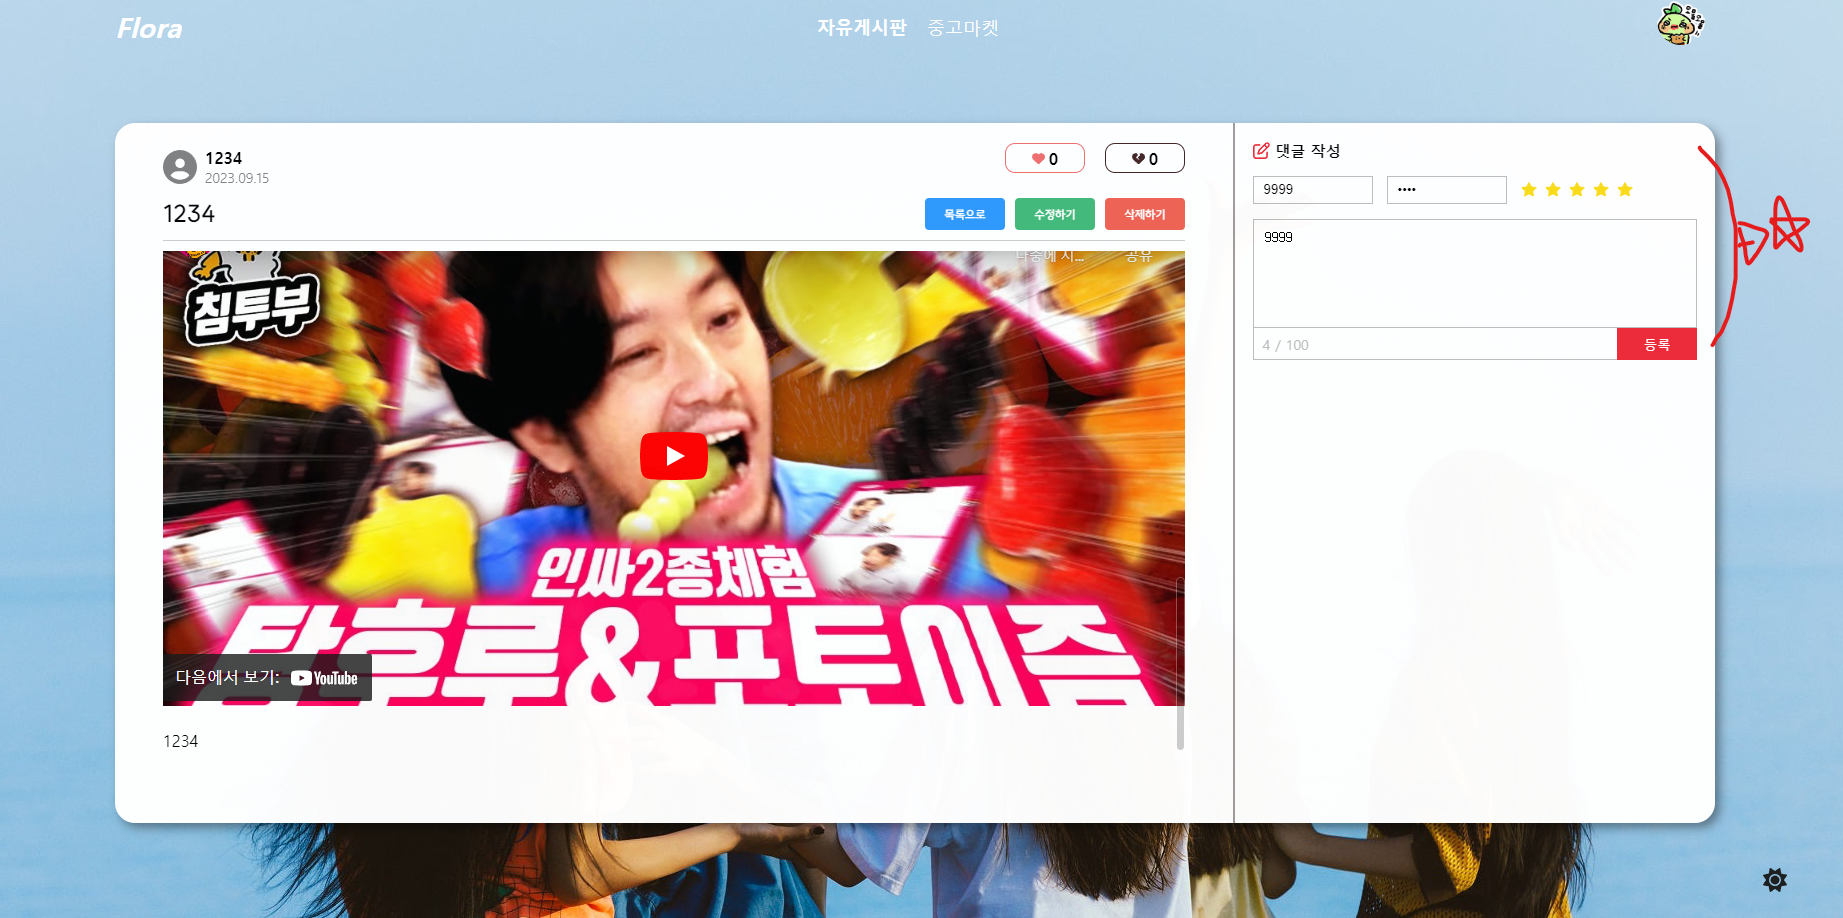 Flora
자유게시판 중고마켓
1234
2023.09.15
0
0
1234
목록으로
수정하기
삭제하기
나중에 시...
공유
침투부
인싸2종체험
탕후루&포토이즘
다음에서 보기: YouTube
1234
댓글 작성
9999
••••
9999
4 / 100
등록